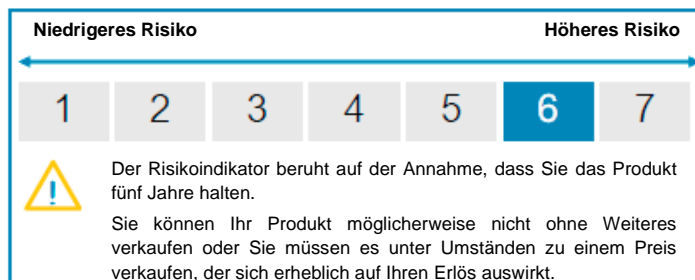 Niedrigeres Risiko Höheres Risiko
1 2 3 4 5 6 7
Der Risikoindikator beruht auf der Annahme, dass Sie das Produkt
fünf Jahre halten.
Sie können Ihr Produkt möglicherweise nicht ohne Weiteres
verkaufen oder Sie müssen es unter Umständen zu einem Preis
verkaufen, der sich erheblich auf Ihren Erlös auswirkt.